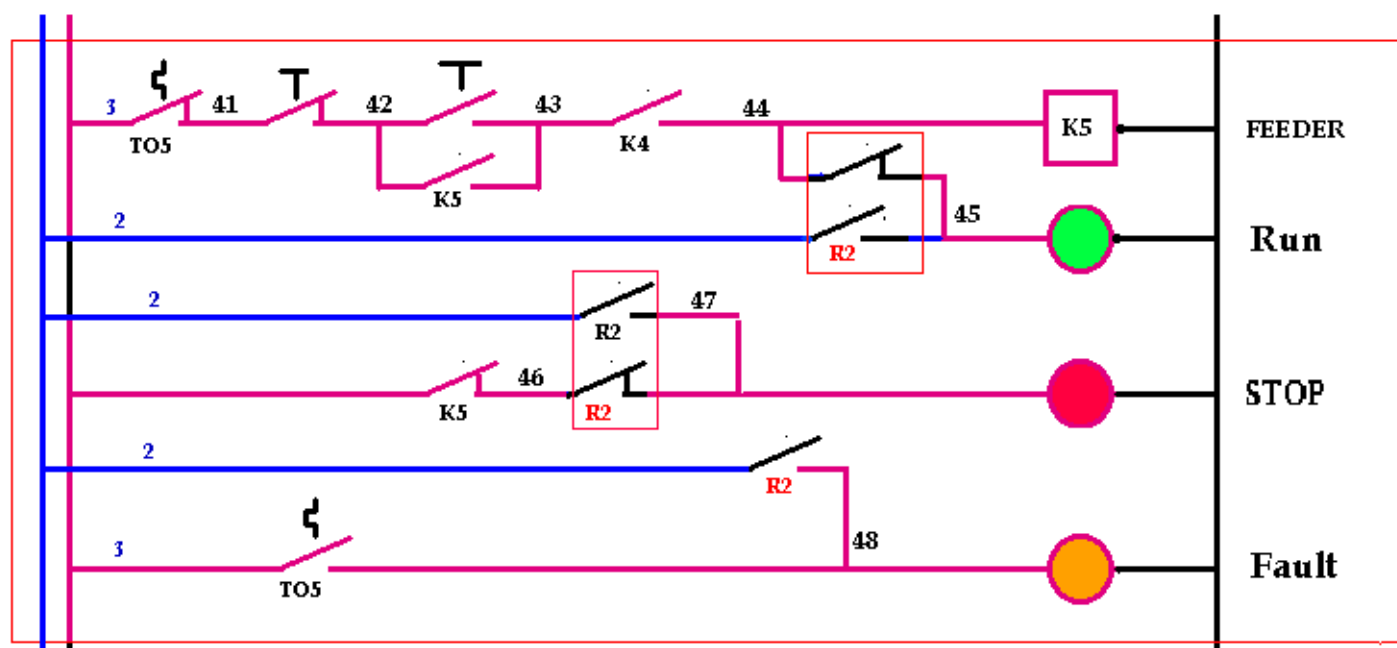 3 41 42 43 44
TO5 K4 K5 FEEDER
K5
2 45
R2 Run
2 47
R2
46
K5 R2 STOP
2
R2
3 48
TO5 Fault